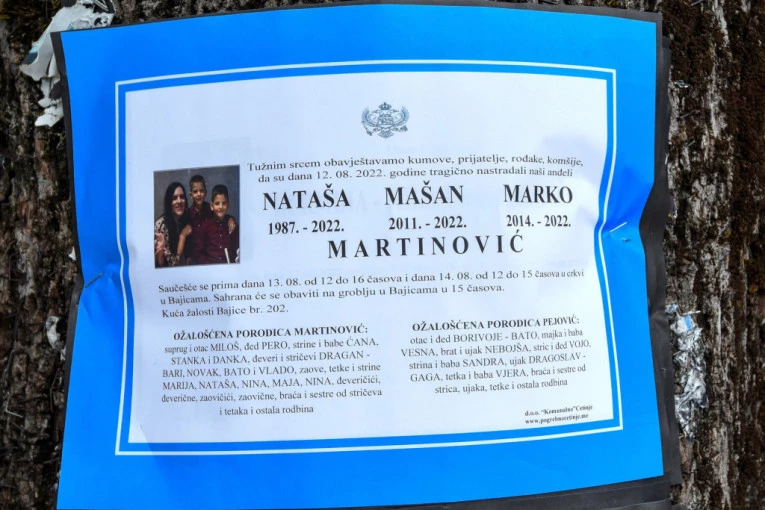 Tužnim srcem obavještavamo kumove, prijatelje, rođake, komšije,
da su dana 12.08. 2022. godine tragično nastradali naši anđeli
NATAŠA MAŠAN MARKO
1987. - 2022. 2011. - 2022. 2014. - 2022.
MARTINOVIĆ
Saučešće se prima dana 13. 08. od 12 do 16 časova i dana 14. 08. od 12 do 15 časova u crkvi
u Bajicama. Sahrana će se obaviti na groblju u Bajicama u 15 časova.
Kuća žalosti Bajice br. 202.
OŽALOŠĆENA PORODICA MARTINOVIĆ:
suprug i otac MILOŠ, đed PERO, strine i babe ĆANA,
STANKA i DANKA, đeveri i stričevi DRAGAN -
BARI, NOVAK, BATO i VLADO, zaove, tetke i strine
MARIJA, NATAŠA, NINA, MAJA, NINA, đeveričići,
đeverične, zaovičići, zaovične, braća i sestre od stričeva
i tetaka i ostala rodbina
OŽALOŠĆENA PORODICA PEJOVIĆ:
otac i đed BORIVOJE - BATO, majka i baba
VESNA, brat i ujak NEBOJŠA, stric i đed VOJO,
strina i baba SANDRA, ujak DRAGOSLAV -
GAGA, tetka i baba VJERA, braća i sestre od
strica, ujaka, tetke i ostala rodbina
d.o.o. "Komunalno" Cetinje
www.pogrebnacetinje.me